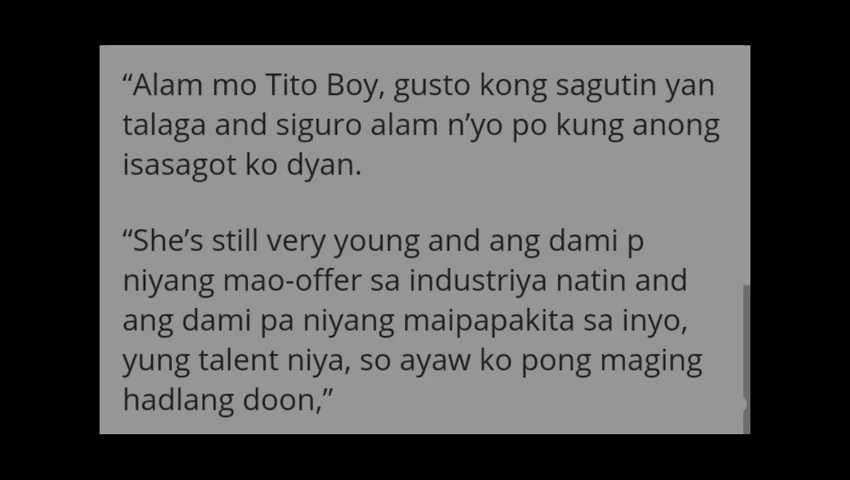 “Alam mo Tito Boy, gusto kong sagutin yan
talaga and siguro alam n’yo po kung anong
isasagot ko dyan.
“She’s still very young and ang dami p
niyang mao-offer sa industriya natin and
ang dami pa niyang maipapakita sa inyo,
yung talent niya, so ayaw ko pong maging
hadlang doon,”